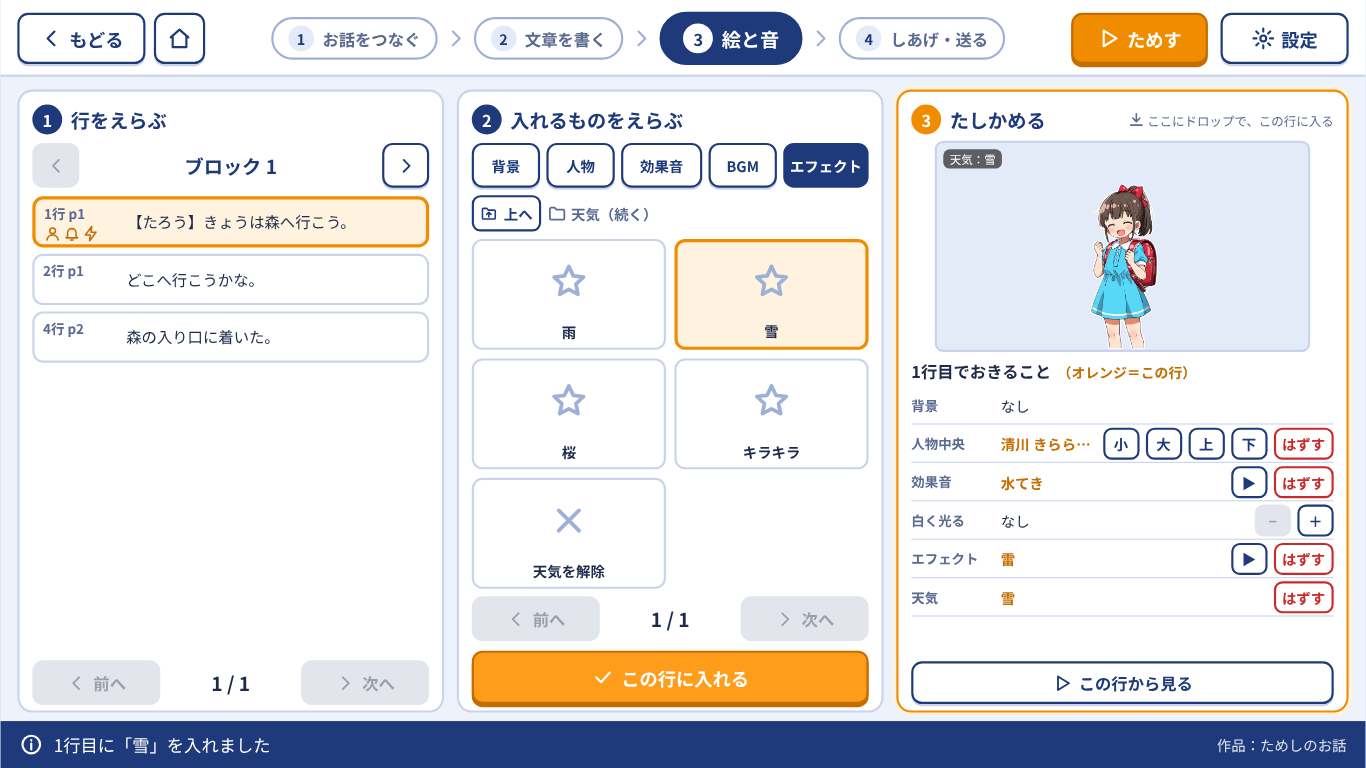 もどる
1 お話をつなぐ
2 文章を書く
3 絵と音
4 しあげ・送る
ためす
設定
1 行をえらぶ
ブロック 1
1行 p1
【たろう】きょうは森へ行こう。
2行 p1
どこへ行こうかな。
4行 p2
森の入り口に着いた。
前へ
1 / 1
次へ
2 入れるものをえらぶ
背景 人物 効果音 BGM エフェクト
上へ 天気（続く）
雨
雪
桜
キラキラ
天気を解除
前へ
1 / 1
次へ
この行に入れる
3 たしかめる
ここにドロップで、この行に入る
天気：雪
1行目でおきること （オレンジ＝この行）
背景 なし
人物中央 清川 きらら… 小 大 上 下 はずす
効果音 水てき ▶ はずす
白く光る なし − ＋
エフェクト 雷 ▶ はずす
天気 雪 はずす
この行から見る
1行目に「雪」を入れました
作品：ためしのお話